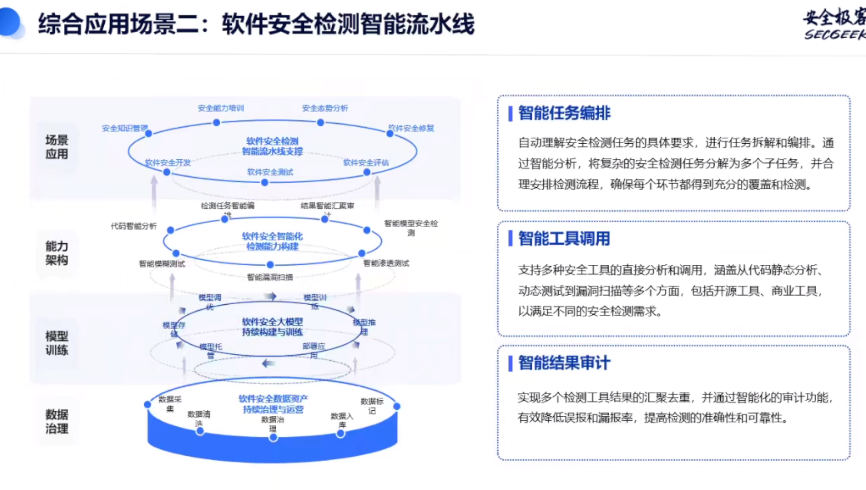 综合应用场景二：软件安全检测智能流水线
安全极客
SECGEEK
场景
应用
安全能力培训
安全态势分析
安全知识管理
软件安全修复
软件安全检测
智能流水线支撑
软件安全开发
软件安全评估
软件安全测试
能力
架构
检测任务智能编
排
结果智能汇聚审
计
代码智能分析
智能模型安全检
测
软件安全智能化
检测能力构建
智能模糊测试
智能渗透测试
智能漏洞扫描
模型
训练
模型调
优
模型训
练
模型存
储
模型推
理
软件安全大模型
持续构建与训练
模型托
管
部署应
用
数据
治理
软件安全数据资产
持续治理与运营
数据采
集
数据标
记
数据清
洗
数据治
理
数据入
库
智能任务编排
自动理解安全检测任务的具体要求，进行任务拆解和编排。通
过智能分析，将复杂的安全检测任务分解为多个子任务，并合
理安排检测流程，确保每个环节都得到充分的覆盖和检测。
智能工具调用
支持多种安全工具的直接分析和调用，涵盖从代码静态分析、
动态测试到漏洞扫描等多个方面，包括开源工具、商业工具，
以满足不同的安全检测需求。
智能结果审计
实现多个检测工具结果的汇聚去重，并通过智能化的审计功能，
有效降低误报和漏报率，提高检测的准确性和可靠性。